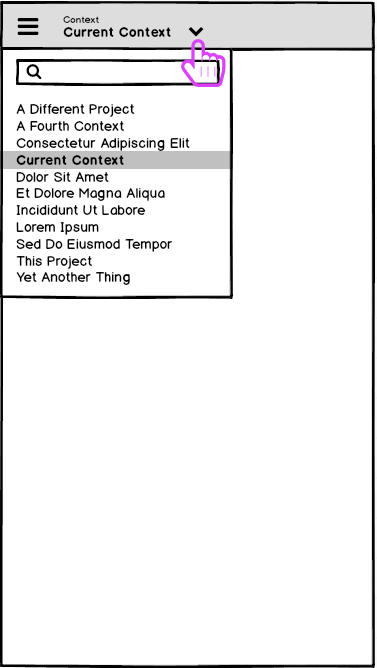 Context
Current Context
A Different Project
A Fourth Context
Consectetur Adipiscing Elit
Current Context
Dolor Sit Amet
Et Dolore Magna Aliqua
Incididunt Ut Labore
Lorem Ipsum
Sed Do Eiusmod Tempor
This Project
Yet Another Thing